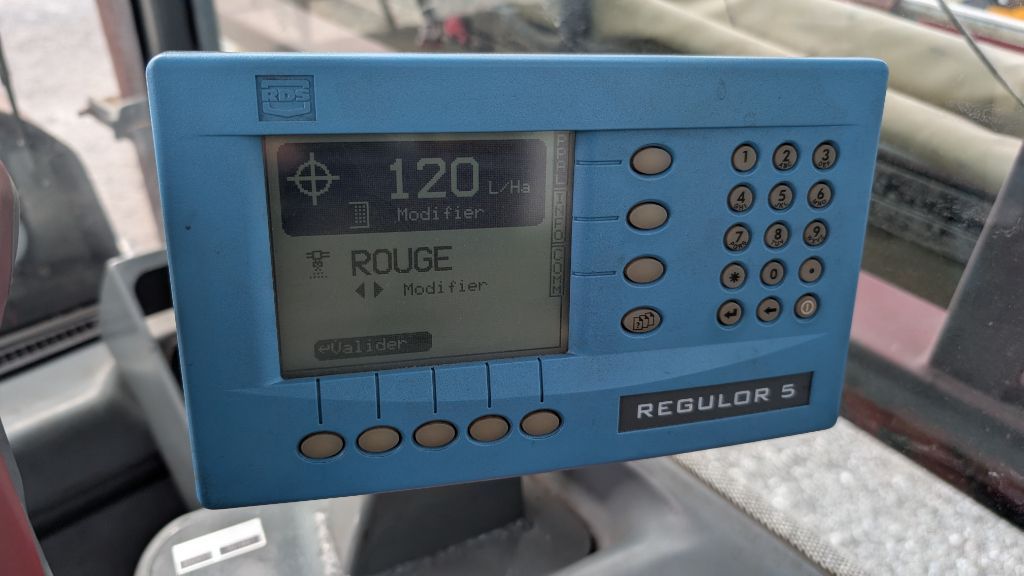 RDS
120 L/Ha
Modifier
ROUGE
Modifier
Valider
1 2 3
4 5 6
7 8 9
* 0 •
REGULOR 5